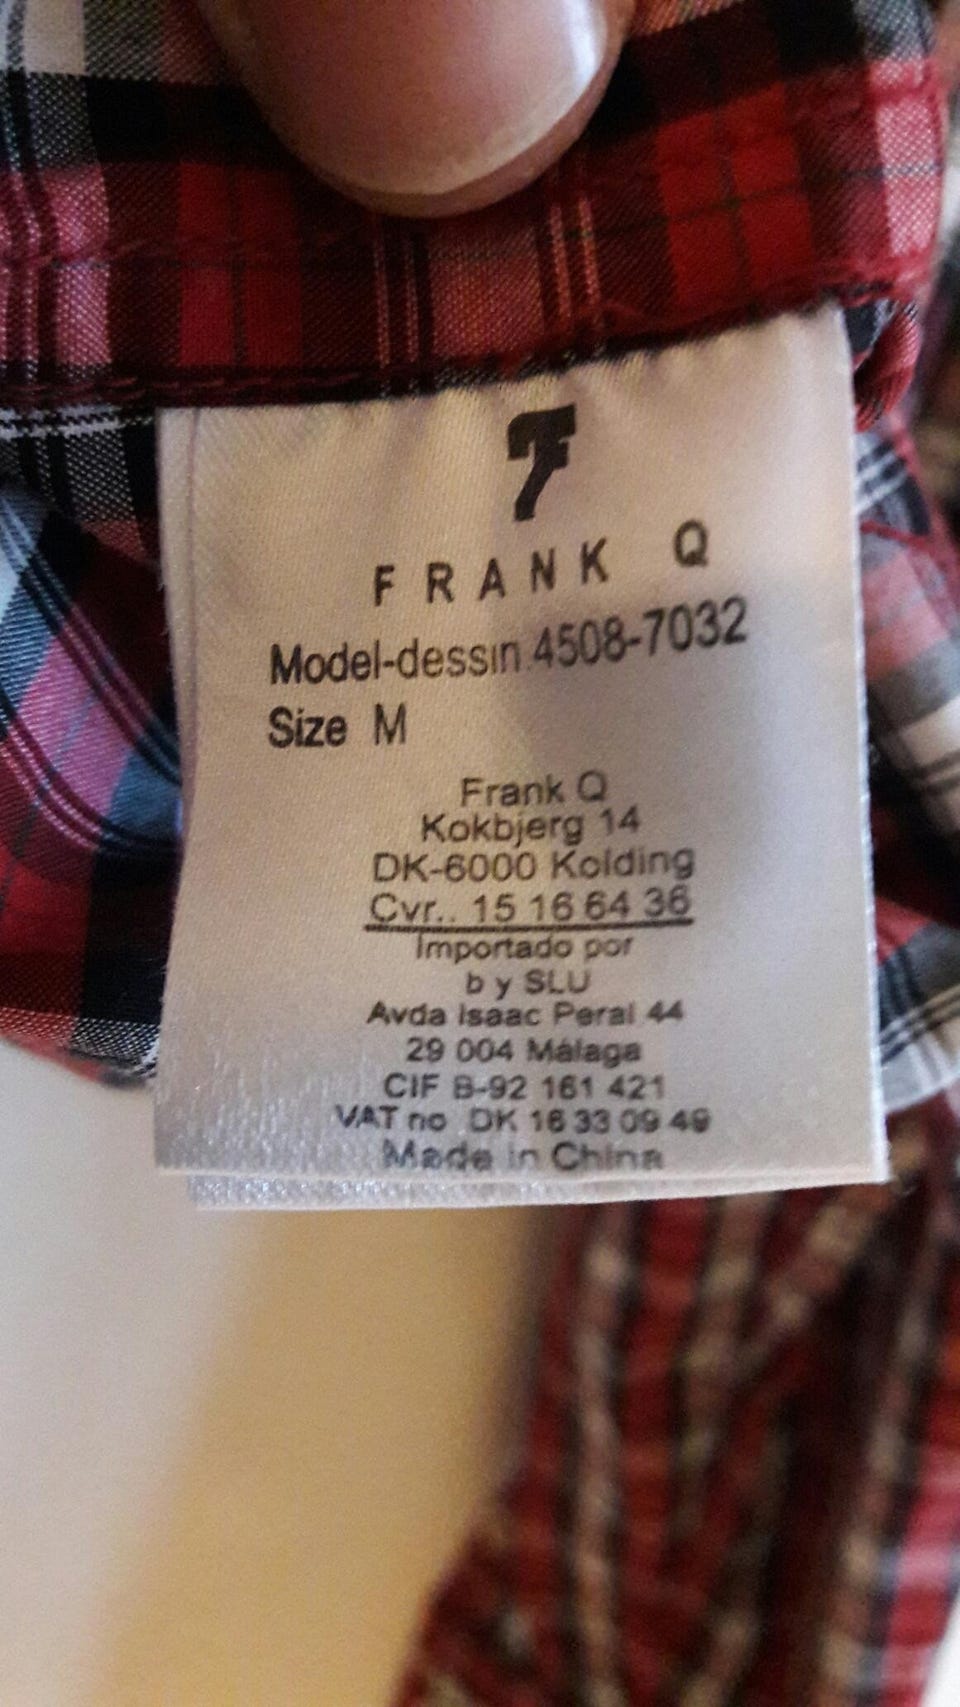 FRANK Q
Model-dessin.4508-7032
Size M
Frank Q
Kokbjerg 14
DK-6000 Kolding
Cvr.. 15 16 64 36
Importado por
b y SLU
Avda Isaac Peral 44
29 004 Málaga
CIF B-92 161 421
VAT no DK 16 33 09 49
Made in China